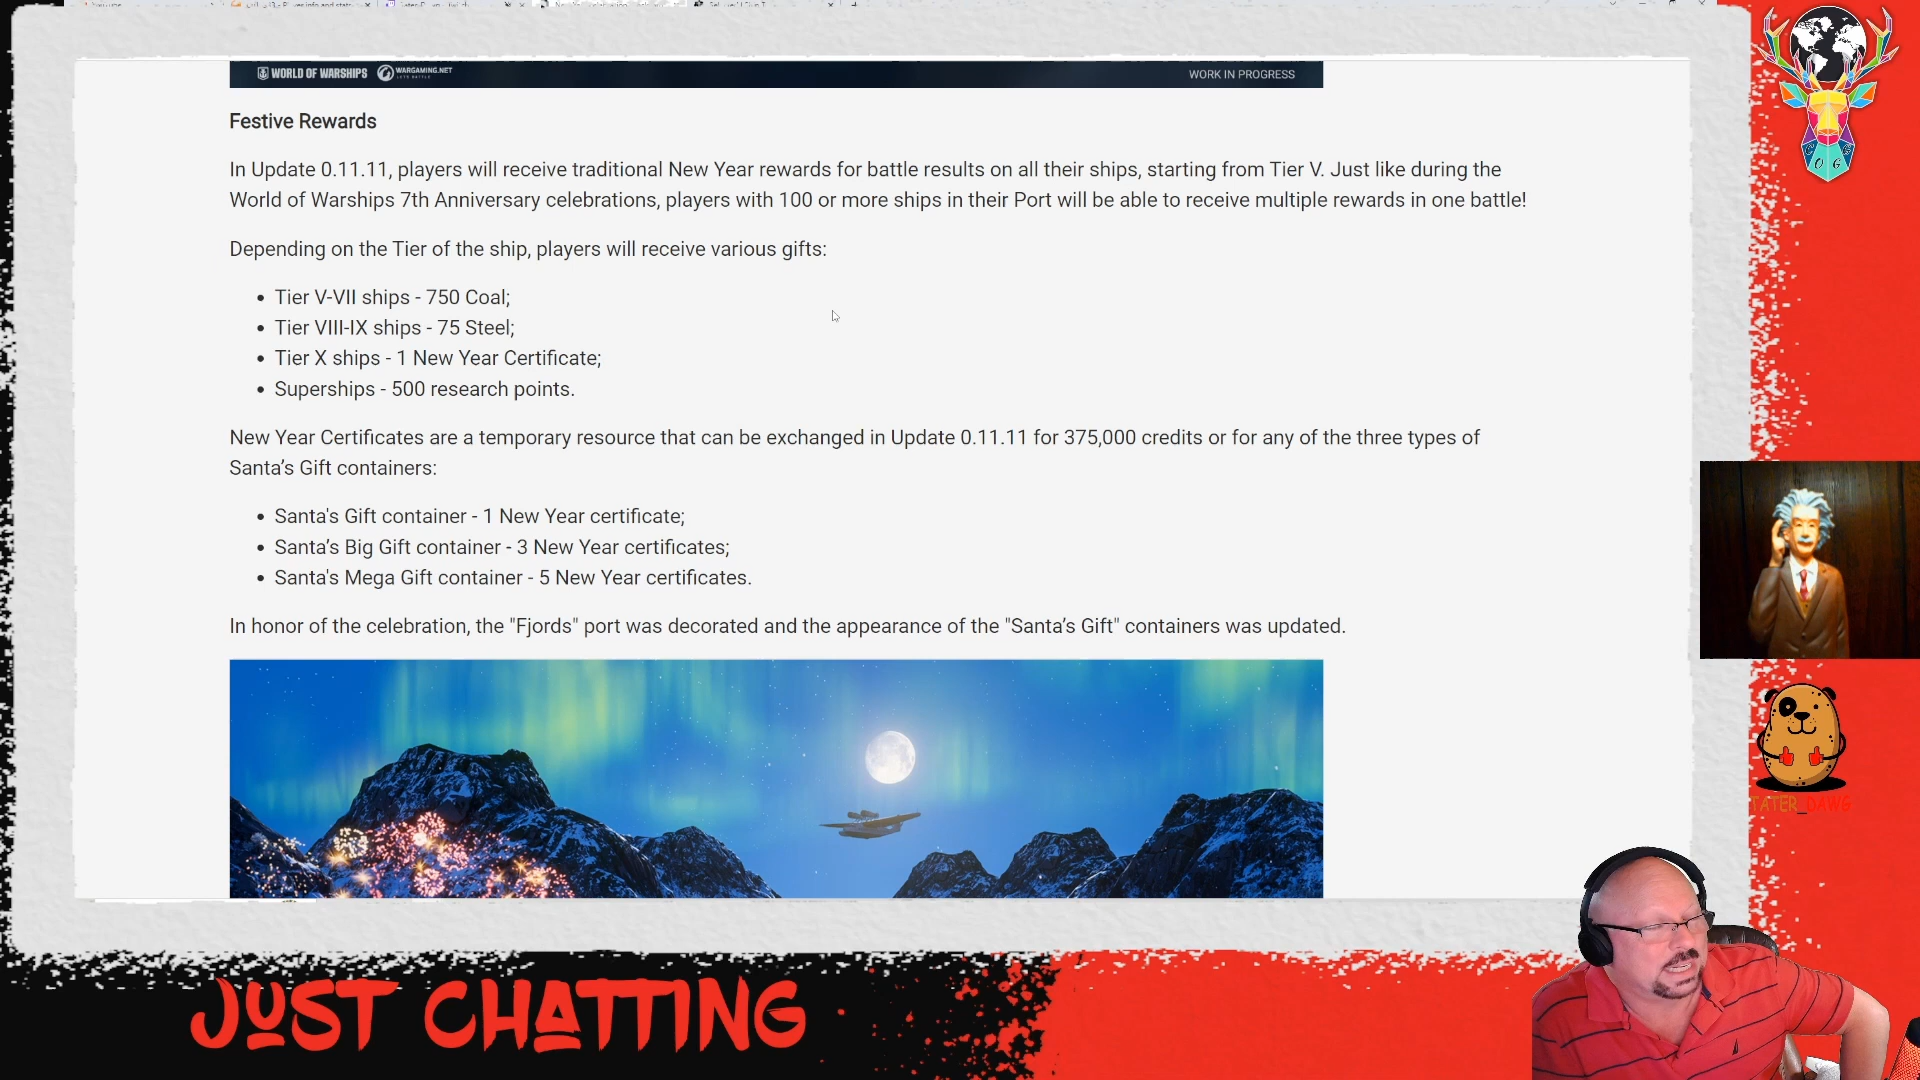 WORLD OF WARSHIPS WARGAMING.NET
LET'S BATTLE
WORK IN PROGRESS
Festive Rewards
In Update 0.11.11, players will receive traditional New Year rewards for battle results on all their ships, starting from Tier V. Just like during the
World of Warships 7th Anniversary celebrations, players with 100 or more ships in their Port will be able to receive multiple rewards in one battle!
Depending on the Tier of the ship, players will receive various gifts:
• Tier V-VII ships - 750 Coal;
• Tier VIII-IX ships - 75 Steel;
• Tier X ships - 1 New Year Certificate;
• Superships - 500 research points.
New Year Certificates are a temporary resource that can be exchanged in Update 0.11.11 for 375,000 credits or for any of the three types of
Santa’s Gift containers:
• Santa's Gift container - 1 New Year certificate;
• Santa’s Big Gift container - 3 New Year certificates;
• Santa's Mega Gift container - 5 New Year certificates.
In honor of the celebration, the "Fjords" port was decorated and the appearance of the "Santa’s Gift" containers was updated.
O G
TATER_DAWG
JUST CHATTING